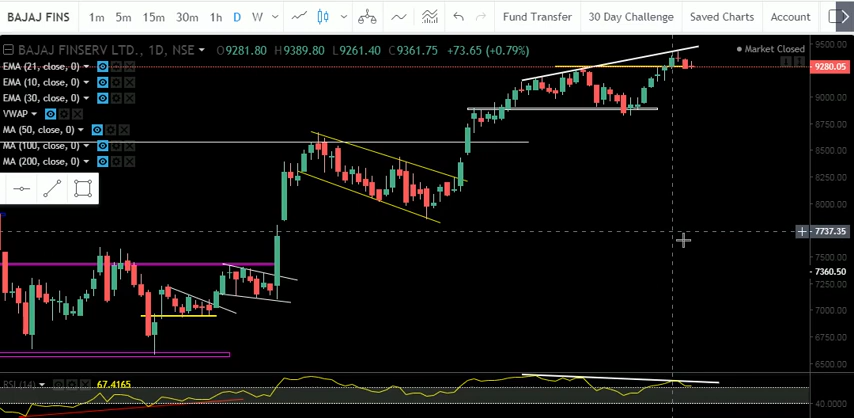 BAJAJ FINS 1m 5m 15m 30m 1h D W Fund Transfer 30 Day Challenge Saved Charts Account
BAJAJ FINSERV LTD., 1D, NSE O9281.80 H9389.80 L9261.40 C9361.75 +73.65 (+0.79%) Market Closed
EMA (21, close, 0)
EMA (10, close, 0)
EMA (30, close, 0)
VWAP
MA (50, close, 0)
MA (100, close, 0)
MA (200, close, 0)
9500.00
9280.05
9000.00
8750.00
8500.00
8250.00
8000.00
7737.35
7500.00
7360.50
7250.00
7000.00
6750.00
6500.00
RSI (14) 67.4165
40.0000